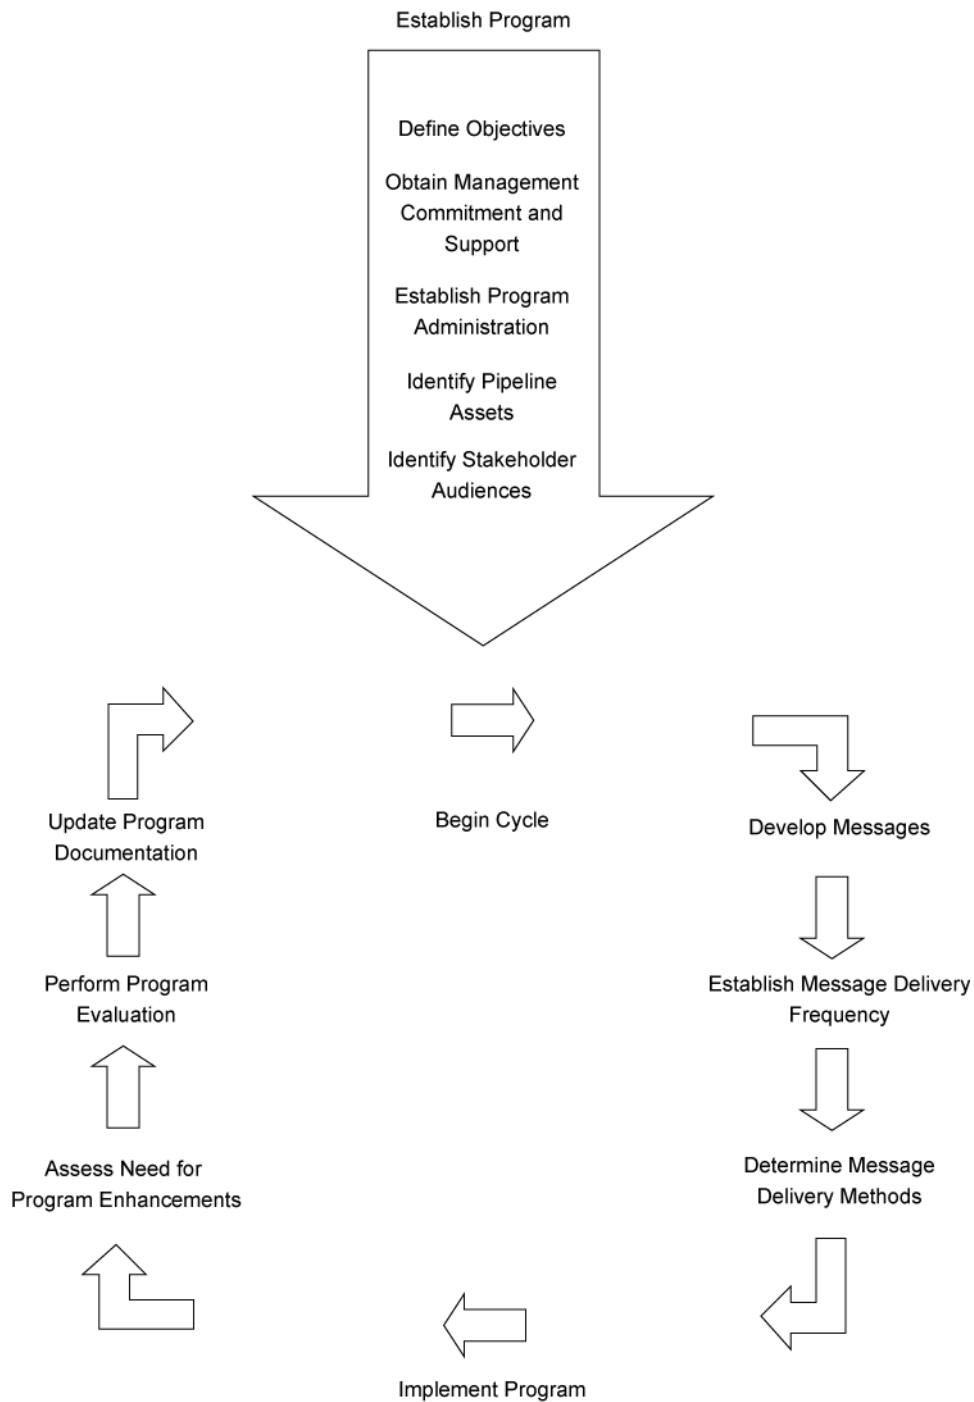 Establish Program
Define Objectives
Obtain Management
Commitment and
Support
Establish Program
Administration
Identify Pipeline
Assets
Identify Stakeholder
Audiences
Begin Cycle
Develop Messages
Establish Message Delivery
Frequency
Determine Message
Delivery Methods
Implement Program
Assess Need for
Program Enhancements
Perform Program
Evaluation
Update Program
Documentation